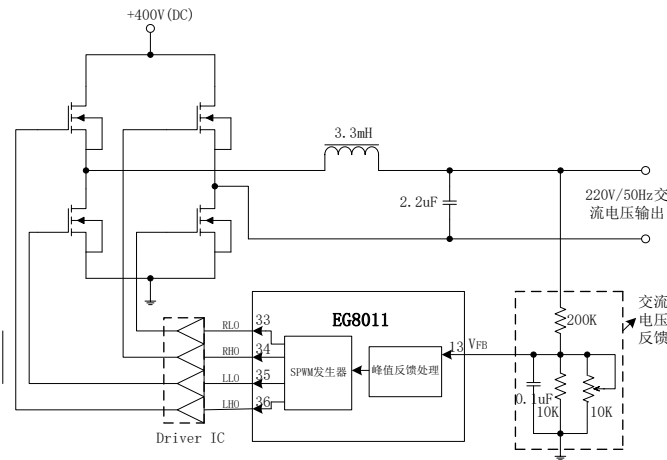 +400V(DC)
3.3mH
2.2uF
220V/50Hz交
流电压输出
EG8011
RLO 33
RHO 34
LLO 35
LHO 36
SPWM发生器
峰值反馈处理
13 VFB
200K
交流
电压
反馈
0.1uF
10K
10K
Driver IC